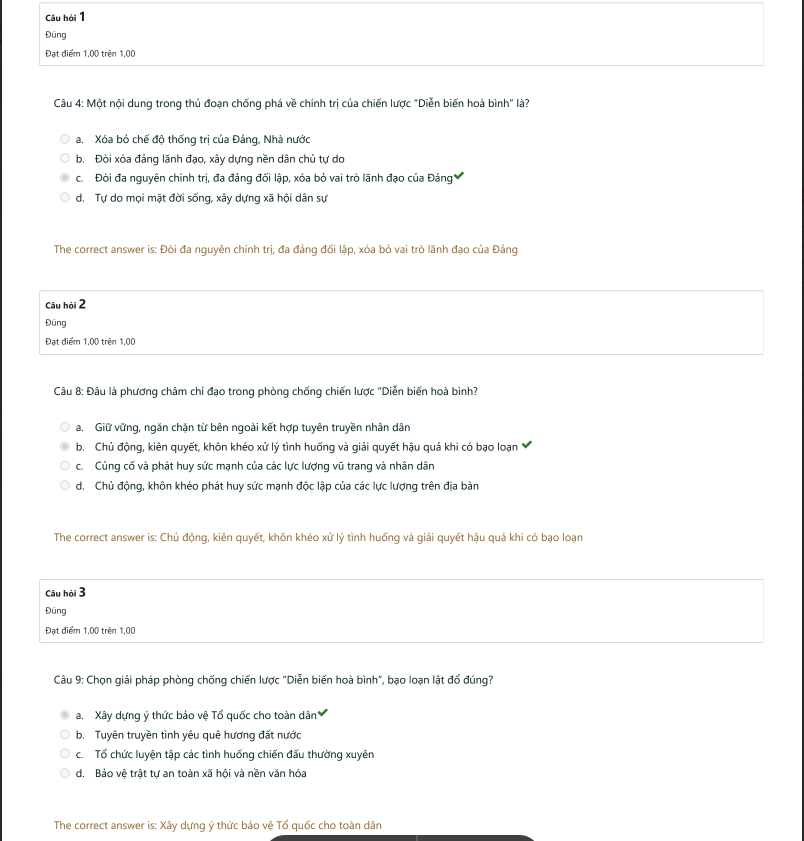 Câu hỏi 1
Đúng
Đạt điểm 1,00 trên 1,00
Câu 4: Một nội dung trong thủ đoạn chống phá về chính trị của chiến lược "Diễn biến hoà bình" là?
a. Xóa bỏ chế độ thống trị của Đảng, Nhà nước
b. Đòi xóa đảng lãnh đạo, xây dựng nền dân chủ tự do
c. Đòi đa nguyên chính trị, đa đảng đối lập, xóa bỏ vai trò lãnh đạo của Đảng
d. Tự do mọi mặt đời sống, xây dựng xã hội dân sự
The correct answer is: Đòi đa nguyên chính trị, đa đảng đối lập, xóa bỏ vai trò lãnh đạo của Đảng
Câu hỏi 2
Đúng
Đạt điểm 1,00 trên 1,00
Câu 8: Đâu là phương châm chỉ đạo trong phòng chống chiến lược "Diễn biến hoà bình?
a. Giữ vững, ngăn chặn từ bên ngoài kết hợp tuyên truyền nhân dân
b. Chủ động, kiên quyết, khôn khéo xử lý tình huống và giải quyết hậu quả khi có bạo loạn
c. Củng cố và phát huy sức mạnh của các lực lượng vũ trang và nhân dân
d. Chủ động, khôn khéo phát huy sức mạnh độc lập của các lực lượng trên địa bàn
The correct answer is: Chủ động, kiên quyết, khôn khéo xử lý tình huống và giải quyết hậu quả khi có bạo loạn
Câu hỏi 3
Đúng
Đạt điểm 1,00 trên 1,00
Câu 9: Chọn giải pháp phòng chống chiến lược "Diễn biến hoà bình", bạo loạn lật đổ đúng?
a. Xây dựng ý thức bảo vệ Tổ quốc cho toàn dân
b. Tuyên truyền tình yêu quê hương đất nước
c. Tổ chức luyện tập các tình huống chiến đấu thường xuyên
d. Bảo vệ trật tự an toàn xã hội và nền văn hóa
The correct answer is: Xây dựng ý thức bảo vệ Tổ quốc cho toàn dân